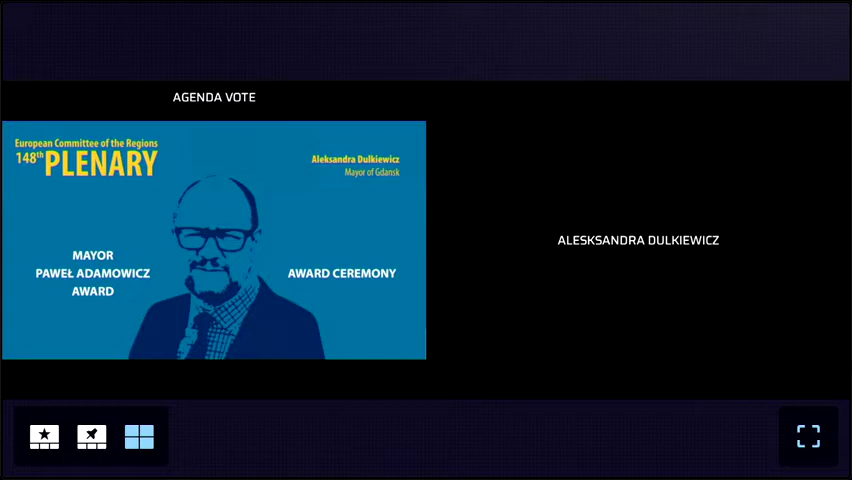 AGENDA VOTE
European Committee of the Regions
148th PLENARY
Aleksandra Dulkiewicz
Mayor of Gdansk
MAYOR
PAWEŁ ADAMOWICZ
AWARD
AWARD CEREMONY
ALESKSANDRA DULKIEWICZ